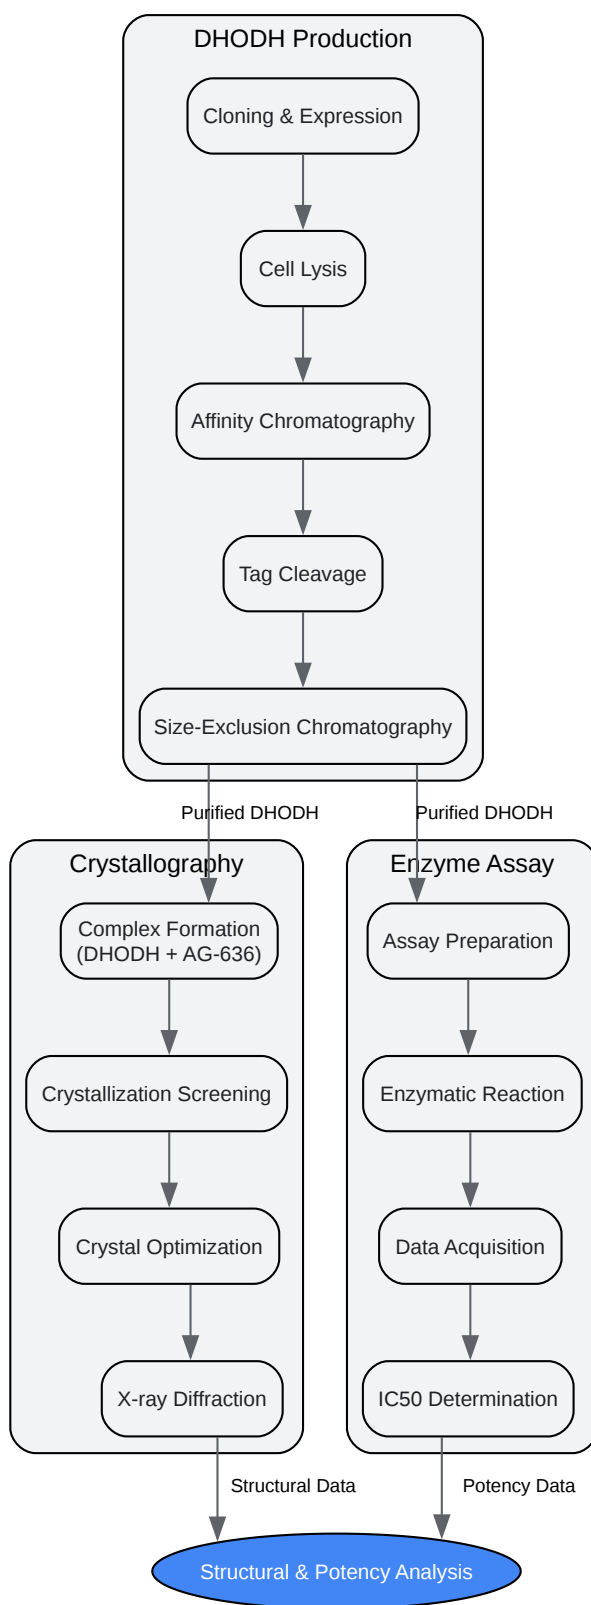 DHODH Production
Cloning & Expression
Cell Lysis
Affinity Chromatography
Tag Cleavage
Size-Exclusion Chromatography
Purified DHODH
Purified DHODH
Crystallography
Complex Formation
(DHODH + AG-636)
Crystallization Screening
Crystal Optimization
X-ray Diffraction
Enzyme Assay
Assay Preparation
Enzymatic Reaction
Data Acquisition
IC50 Determination
Structural Data
Potency Data
Structural & Potency Analysis